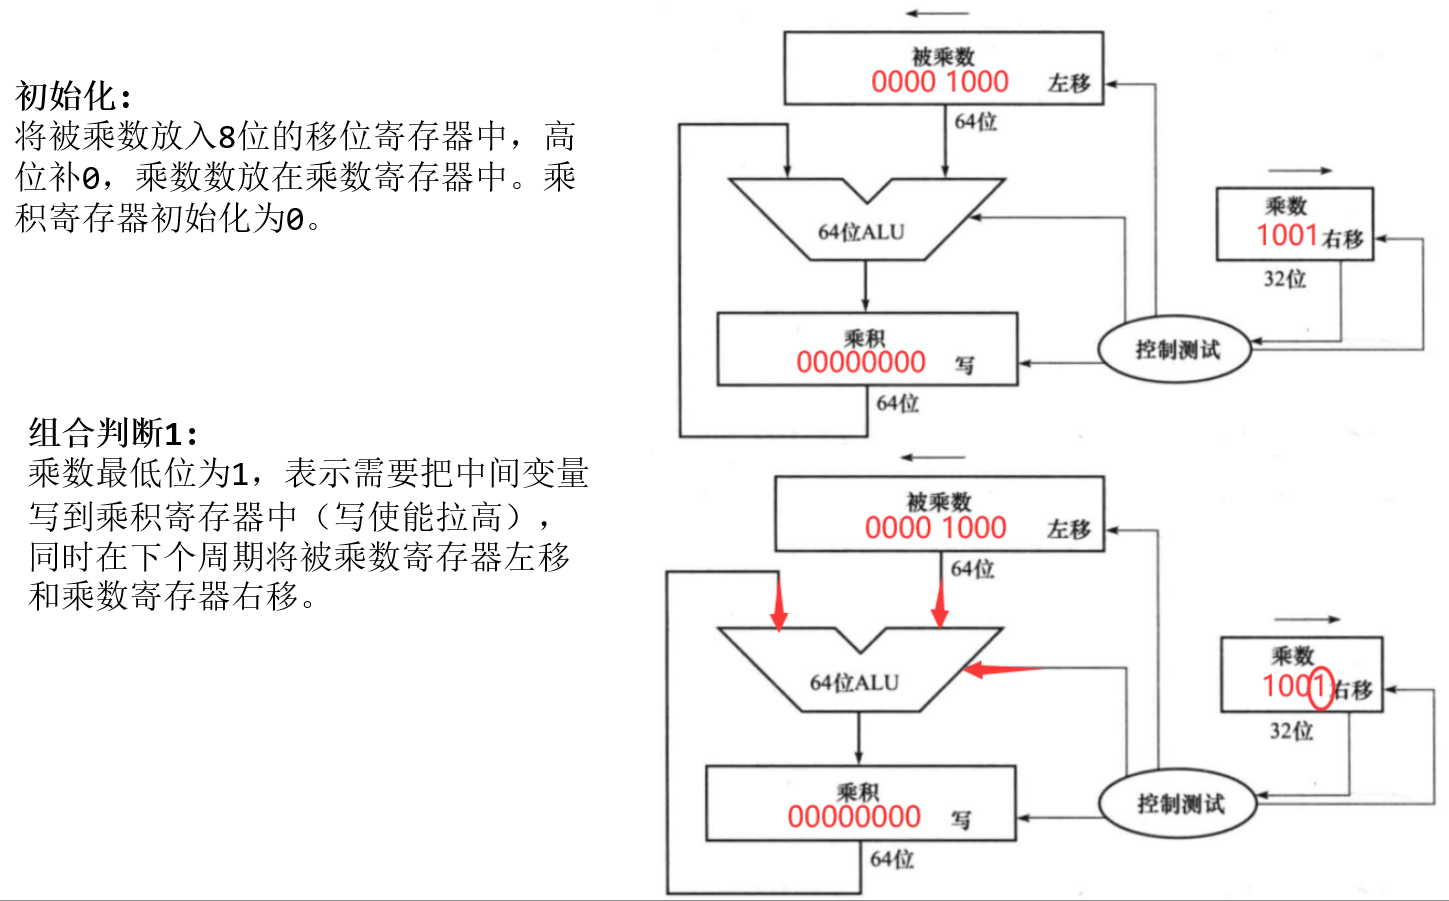 初始化:
将被乘数放入8位的移位寄存器中，高
位补0，乘数数放在乘数寄存器中。乘
积寄存器初始化为0。
被乘数
0000 1000 左移
64位
64位ALU
乘数
1001 右移
32位
控制测试
乘积
00000000 写
64位
组合判断1:
乘数最低位为1，表示需要把中间变量
写到乘积寄存器中（写使能拉高），
同时在下个周期将被乘数寄存器左移
和乘数寄存器右移。
被乘数
0000 1000 左移
64位
64位ALU
乘数
1001 右移
32位
控制测试
乘积
00000000 写
64位